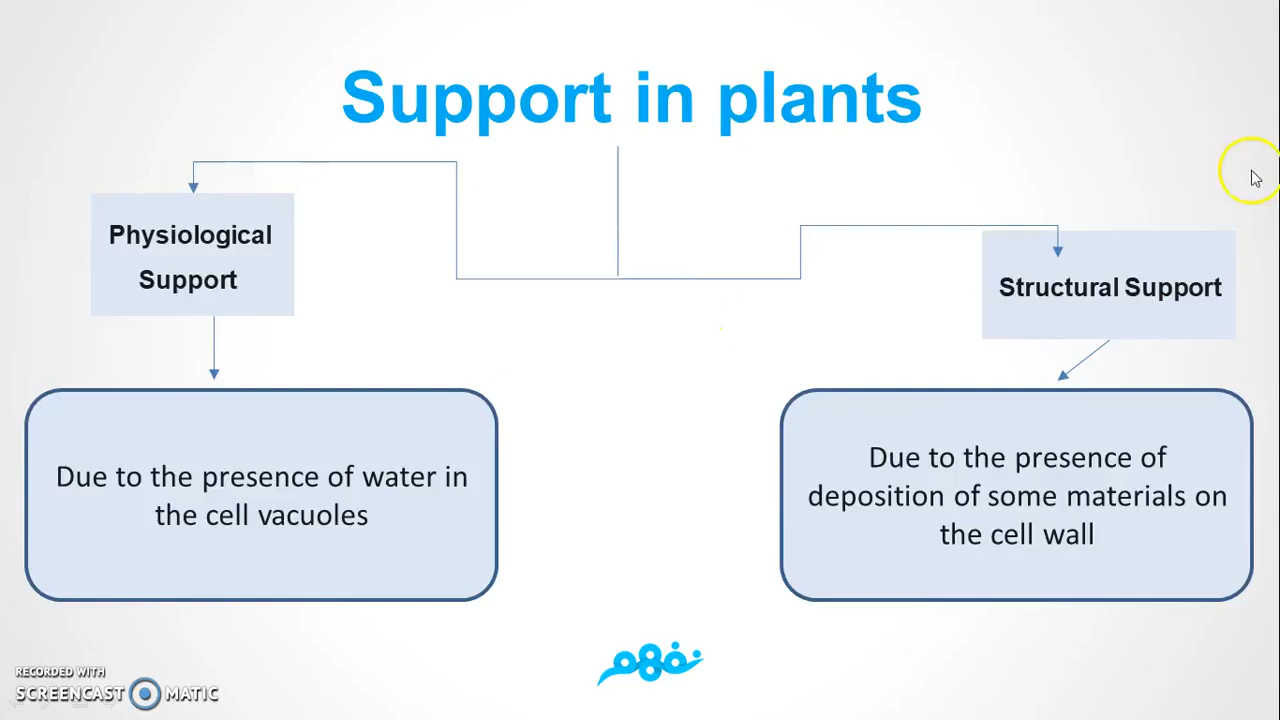 Support in plants
Physiological
Support
Structural Support
Due to the presence of water in
the cell vacuoles
Due to the presence of
deposition of some materials on
the cell wall
نفهم
RECORDED WITH
SCREENCAST MATIC